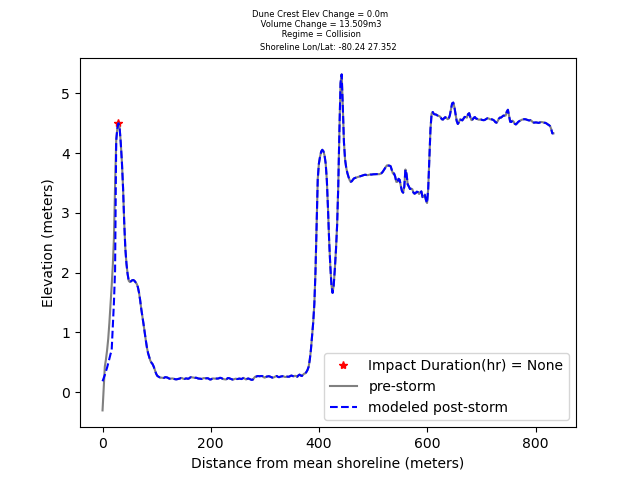 Dune Crest Elev Change = 0.0m
Volume Change = 13.509m3
Regime = Collision
Shoreline Lon/Lat: -80.24 27.352
5
4
3
2
1
0
Elevation (meters)
Impact Duration(hr) = None
pre-storm
modeled post-storm
0 200 400 600 800
Distance from mean shoreline (meters)